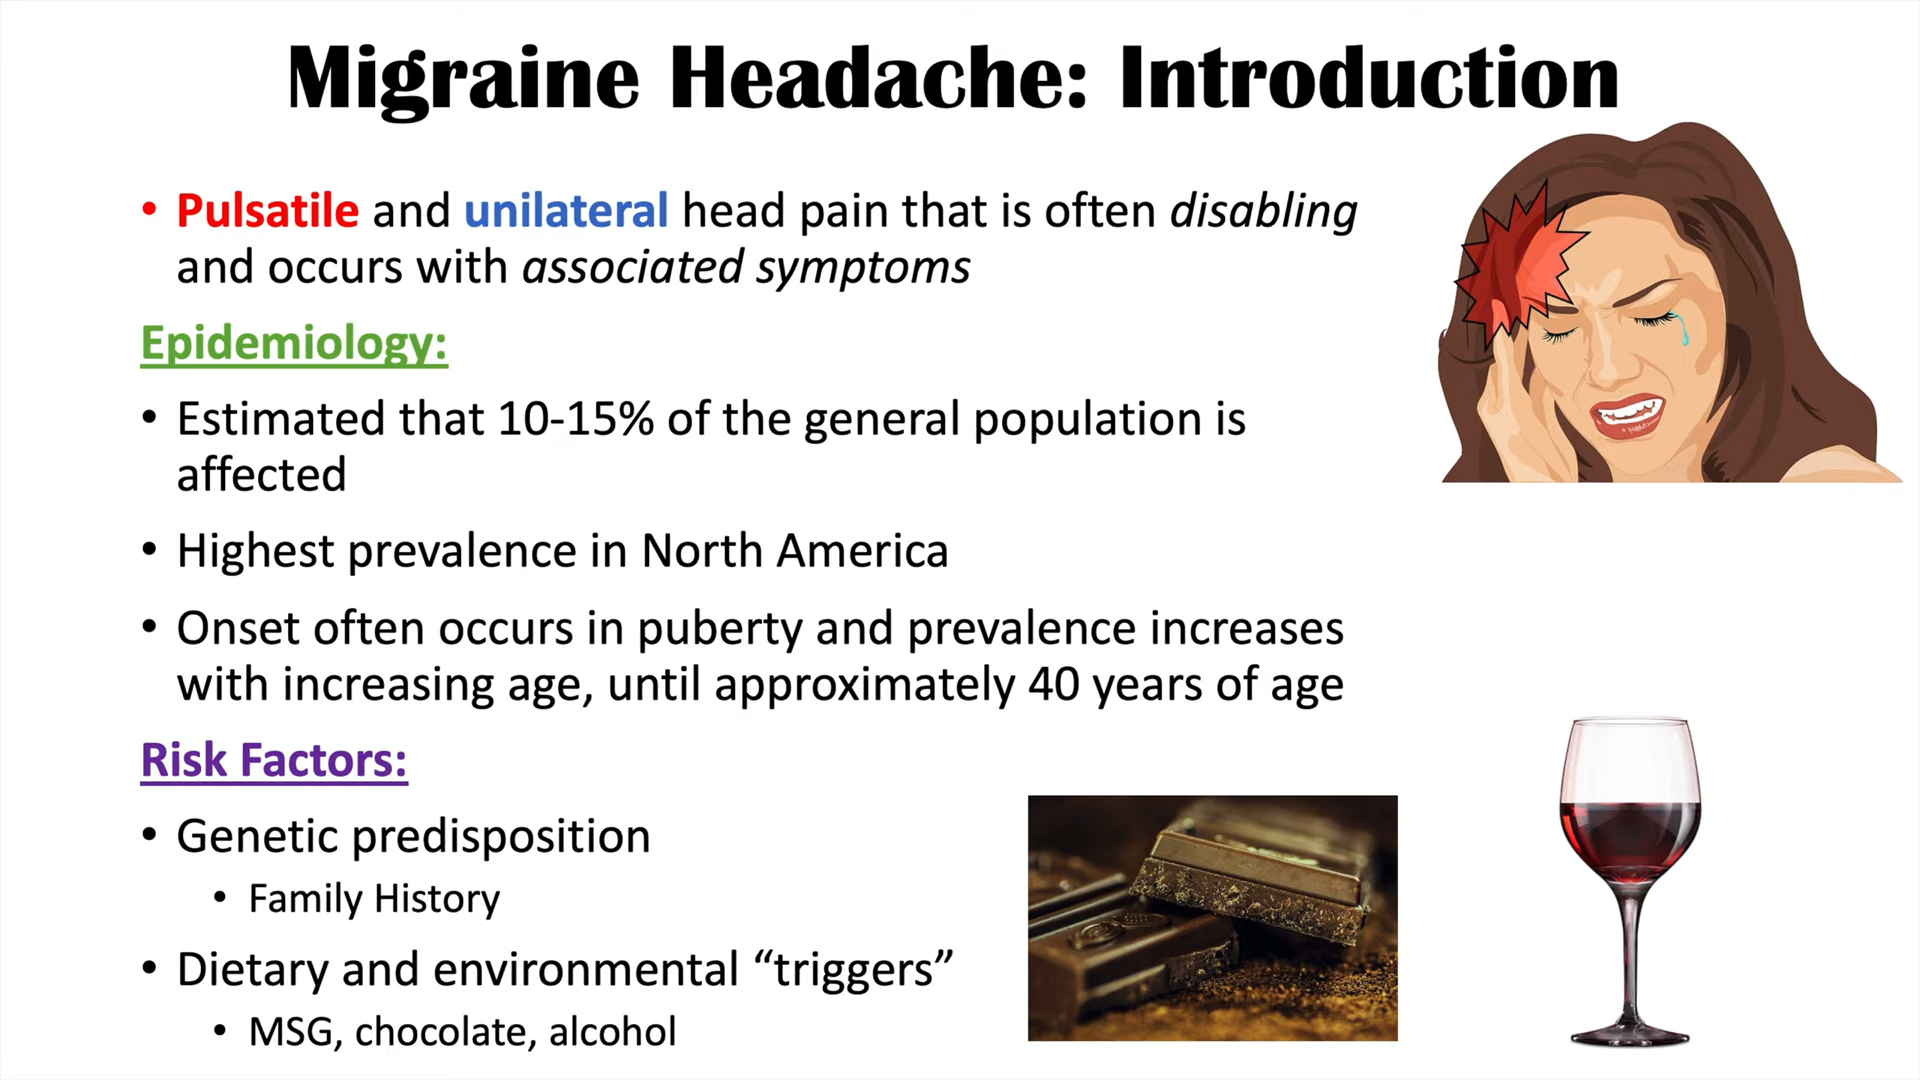 Migraine Headache: Introduction
• Pulsatile and unilateral head pain that is often disabling
and occurs with associated symptoms
Epidemiology:
• Estimated that 10-15% of the general population is
affected
• Highest prevalence in North America
• Onset often occurs in puberty and prevalence increases
with increasing age, until approximately 40 years of age
Risk Factors:
• Genetic predisposition
• Family History
• Dietary and environmental “triggers”
• MSG, chocolate, alcohol